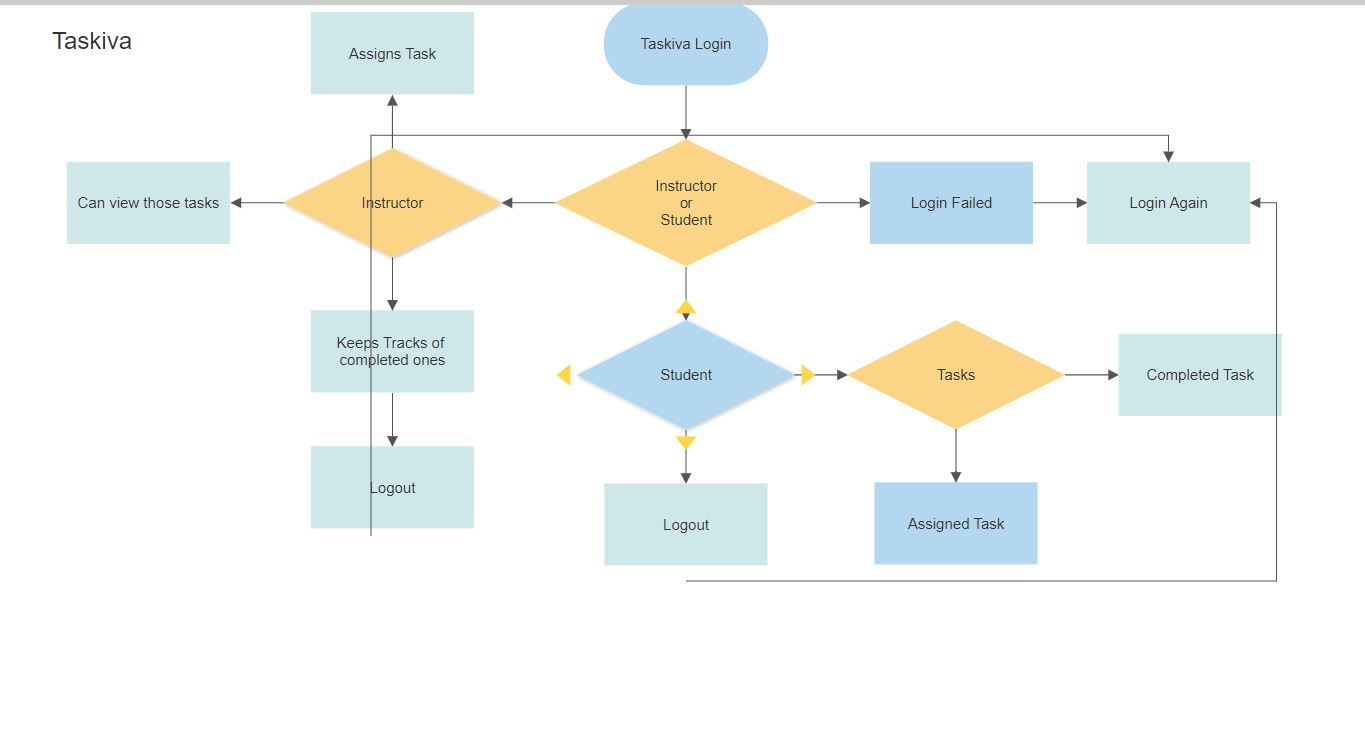 Taskiva
Assigns Task
Taskiva Login
Can view those tasks
Instructor
Instructor
or
Student
Login Failed
Login Again
Keeps Tracks of
completed ones
Student
Tasks
Completed Task
Logout
Logout
Assigned Task